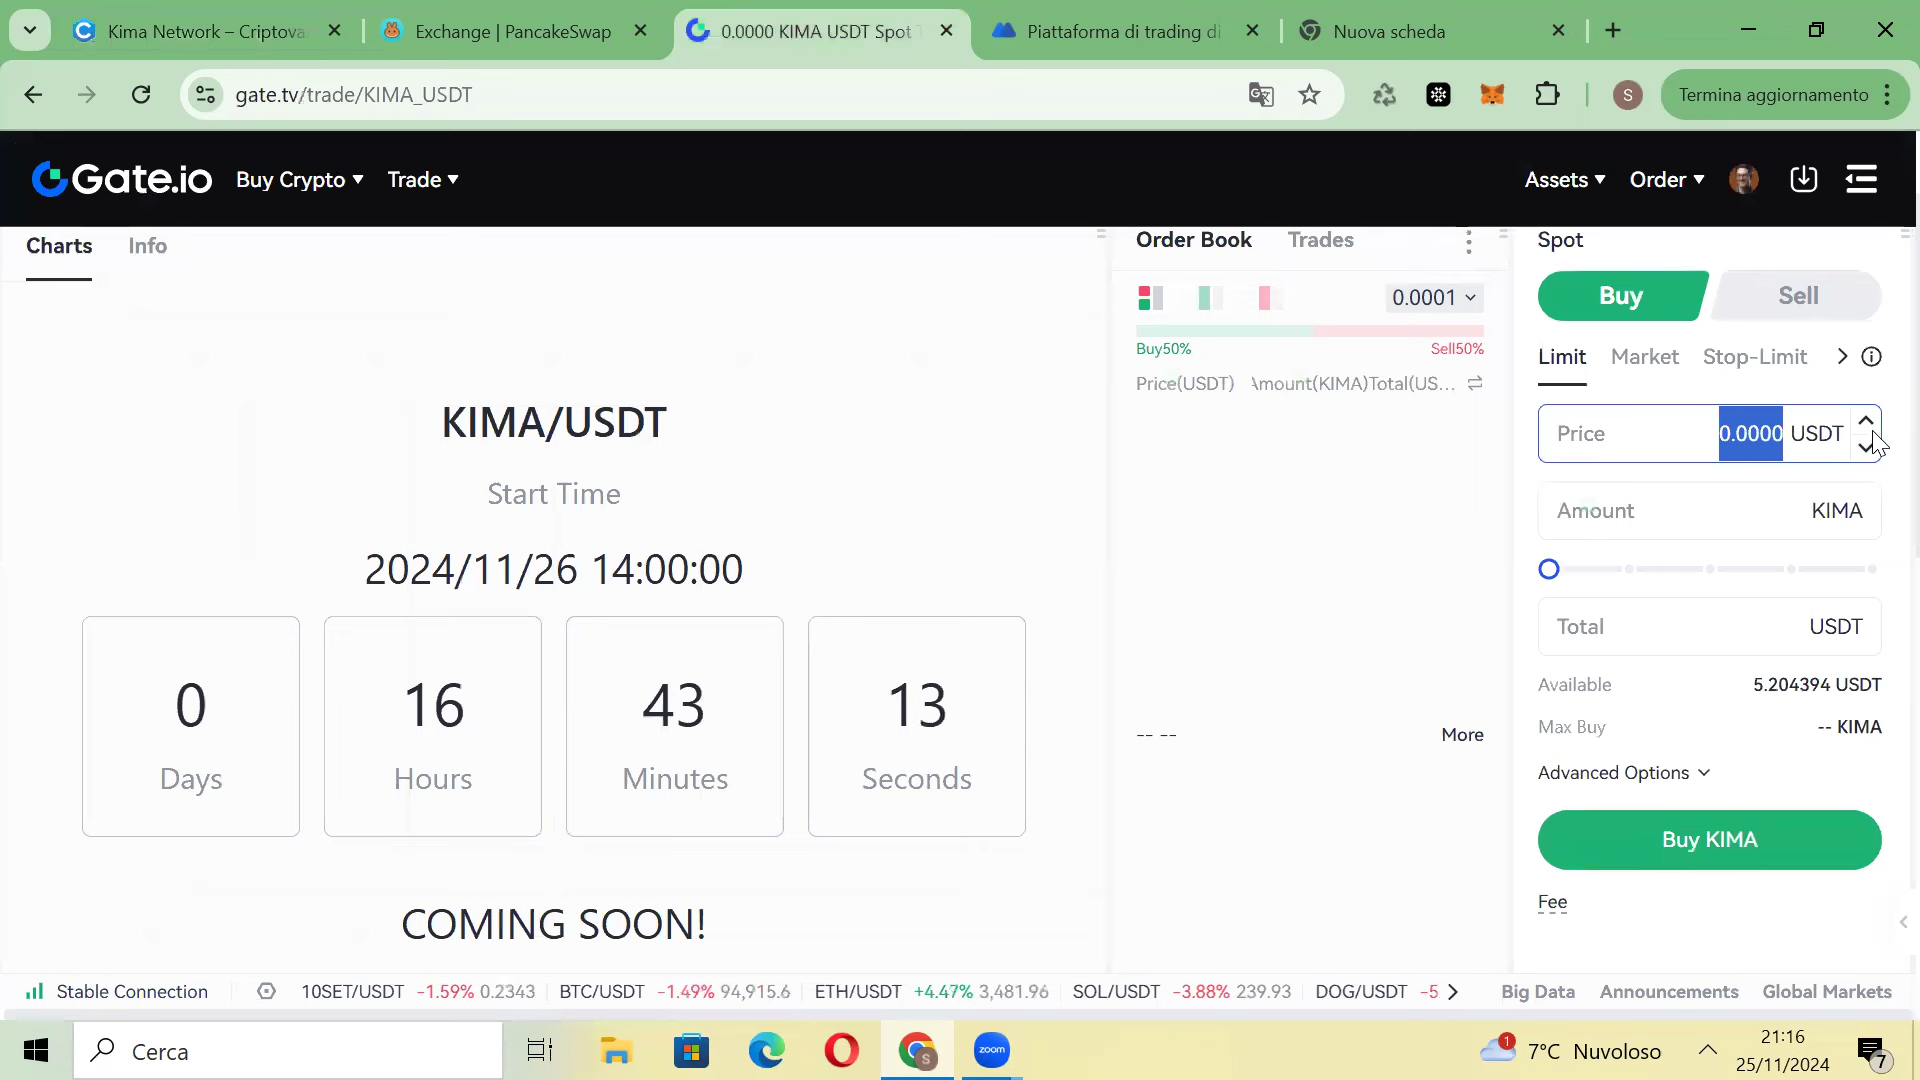 Kima Network – Criptova
Exchange | PancakeSwap
0.0000 KIMA USDT Spot T
Piattaforma di trading di
Nuova scheda
gate.tv/trade/KIMA_USDT
S
Termina aggiornamento
Gate.io
Buy Crypto
Trade
Assets
Order
Charts
Info
KIMA/USDT
Start Time
2024/11/26 14:00:00
0
16
43
13
Days
Hours
Minutes
Seconds
COMING SOON!
Order Book
Trades
0.0001
Buy50%
Sell50%
Price(USDT)
Amount(KIMA)
Total(US...
-- --
More
Spot
Buy
Sell
Limit
Market
Stop-Limit
Price
0.0000
USDT
Amount
KIMA
Total
USDT
Available
5.204394 USDT
Max Buy
-- KIMA
Advanced Options
Buy KIMA
Fee
Stable Connection
10SET/USDT -1.59% 0.2343
BTC/USDT -1.49% 94,915.6
ETH/USDT +4.47% 3,481.96
SOL/USDT -3.88% 239.93
DOG/USDT -5
Big Data
Announcements
Global Markets
Cerca
S
zoom
1
7°C Nuvoloso
21:16
25/11/2024
7